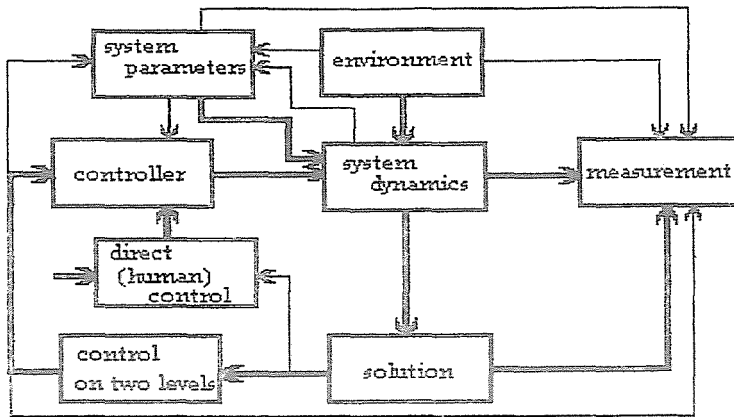 system
parameters
environment
controller
system
dynamics
measurement
direct
(human)
control
control
on two levels
solution